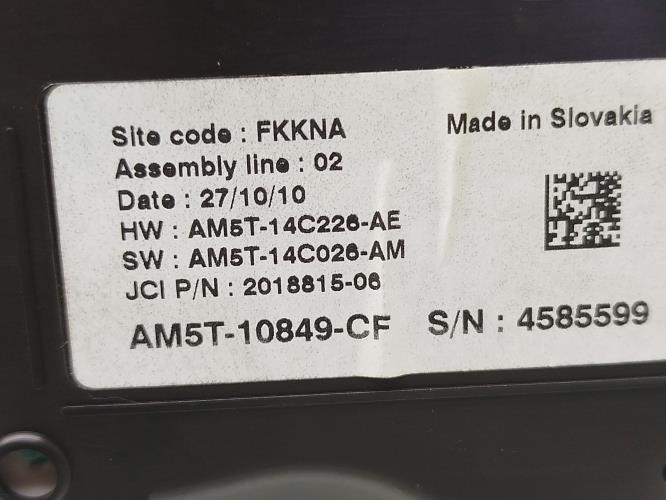 Site code : FKKNA
Made in Slovakia
Assembly line : 02
Date : 27/10/10
HW : AM5T-14C226-AE
SW : AM5T-14C026-AM
JCI P/N : 2018815-06
AM5T-10849-CF S/N : 4585599